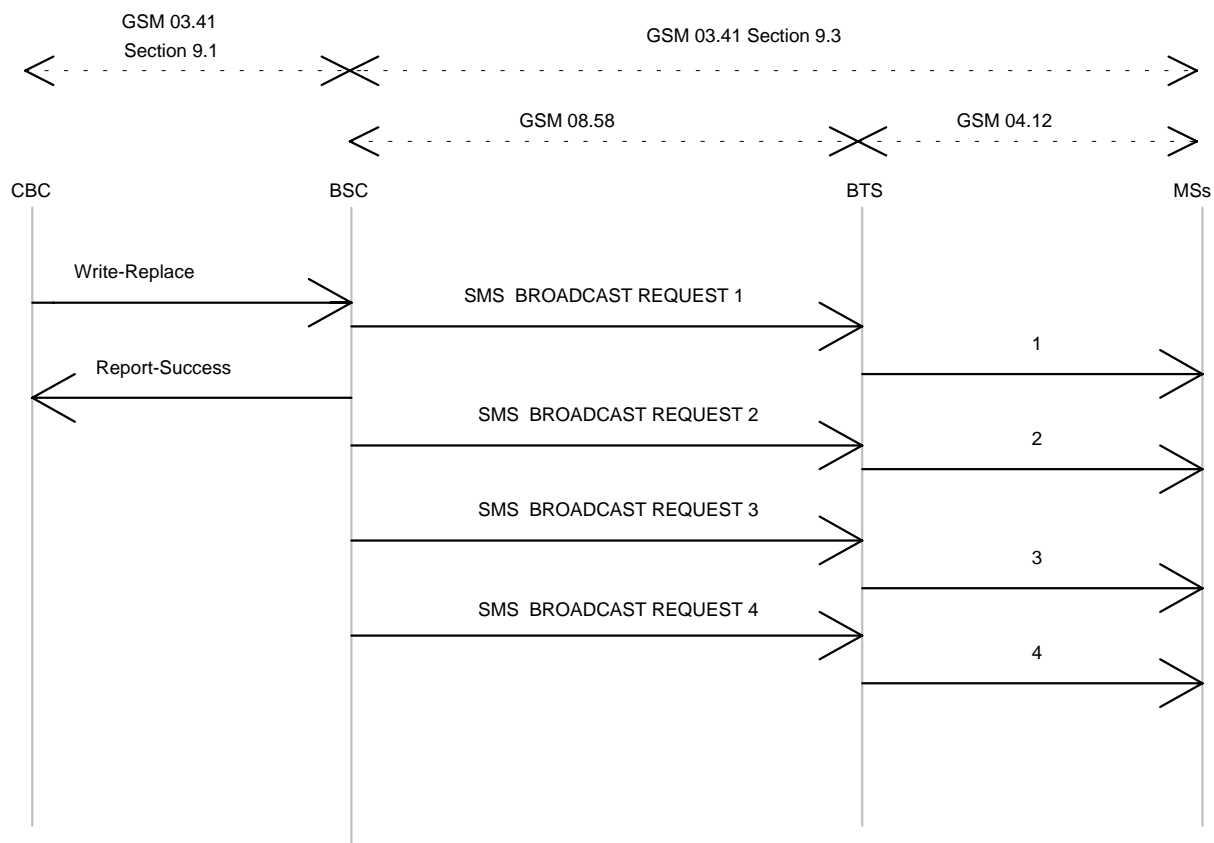 GSM 03.41
Section 9.1
GSM 03.41 Section 9.3
GSM 08.58
GSM 04.12
CBC
BSC
BTS
MSs
Write-Replace
SMS BROADCAST REQUEST 1
1
Report-Success
SMS BROADCAST REQUEST 2
2
SMS BROADCAST REQUEST 3
3
SMS BROADCAST REQUEST 4
4